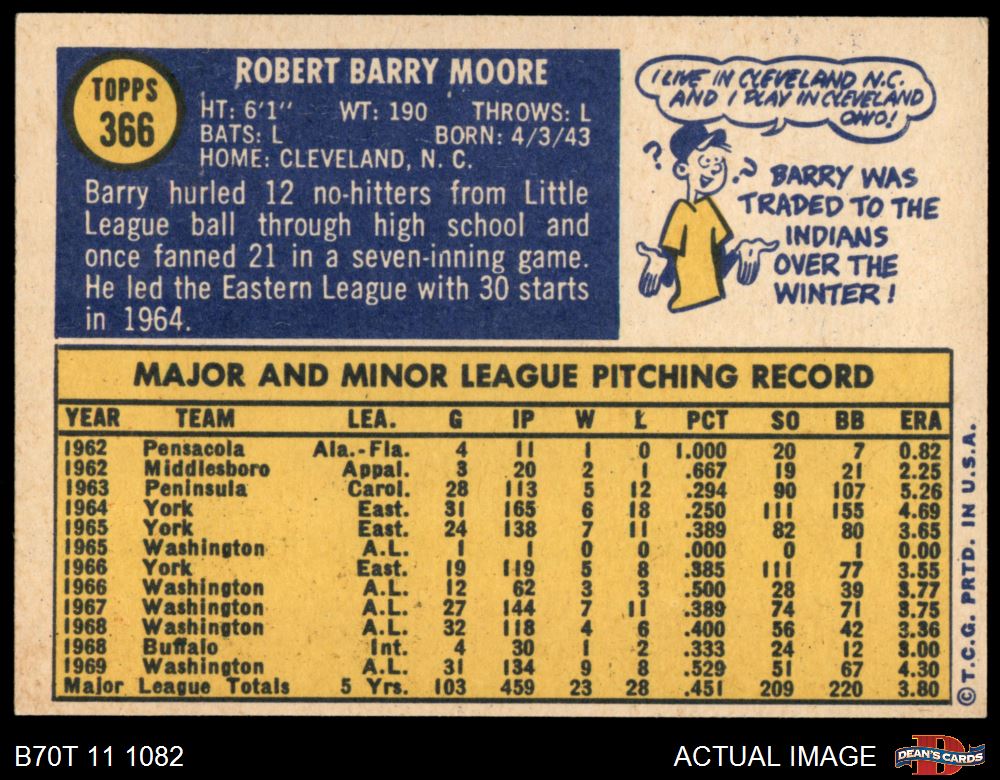 TOPPS
366
ROBERT BARRY MOORE
HT: 6'1" WT: 190 THROWS: L
BATS: L BORN: 4/3/43
HOME: CLEVELAND, N. C.
Barry hurled 12 no-hitters from Little
League ball through high school and
once fanned 21 in a seven-inning game.
He led the Eastern League with 30 starts
in 1964.
I LIVE IN CLEVELAND N.C.
AND I PLAY IN CLEVELAND
OHIO!
? ?
BARRY WAS
TRADED TO THE
INDIANS
OVER THE
WINTER!
MAJOR AND MINOR LEAGUE PITCHING RECORD
YEAR TEAM LEA. G IP W L PCT SO BB ERA
1962 Pensacola Ala.-Fla. 4 11 1 0 1.000 20 7 0.82
1962 Middlesboro Appal. 3 20 2 1 .667 19 21 2.25
1963 Peninsula Carol. 28 113 5 12 .294 90 107 5.26
1964 York East. 31 165 6 18 .250 111 155 4.69
1965 York East. 24 138 7 11 .389 82 80 3.65
1965 Washington A.L. 1 1 0 0 .000 0 1 0.00
1966 York East. 19 119 5 8 .385 111 77 3.55
1966 Washington A.L. 12 62 3 3 .500 28 39 3.77
1967 Washington A.L. 27 144 7 11 .389 74 71 3.75
1968 Washington A.L. 32 118 4 6 .400 56 42 3.36
1968 Buffalo Int. 4 30 1 2 .333 24 12 3.00
1969 Washington A.L. 31 134 9 8 .529 51 67 4.30
Major League Totals 5 Yrs. 103 459 23 28 .451 209 220 3.80
© T.C.G. PRTD. IN U.S.A.
B70T 11 1082
ACTUAL IMAGE
DEAN'S CARDS